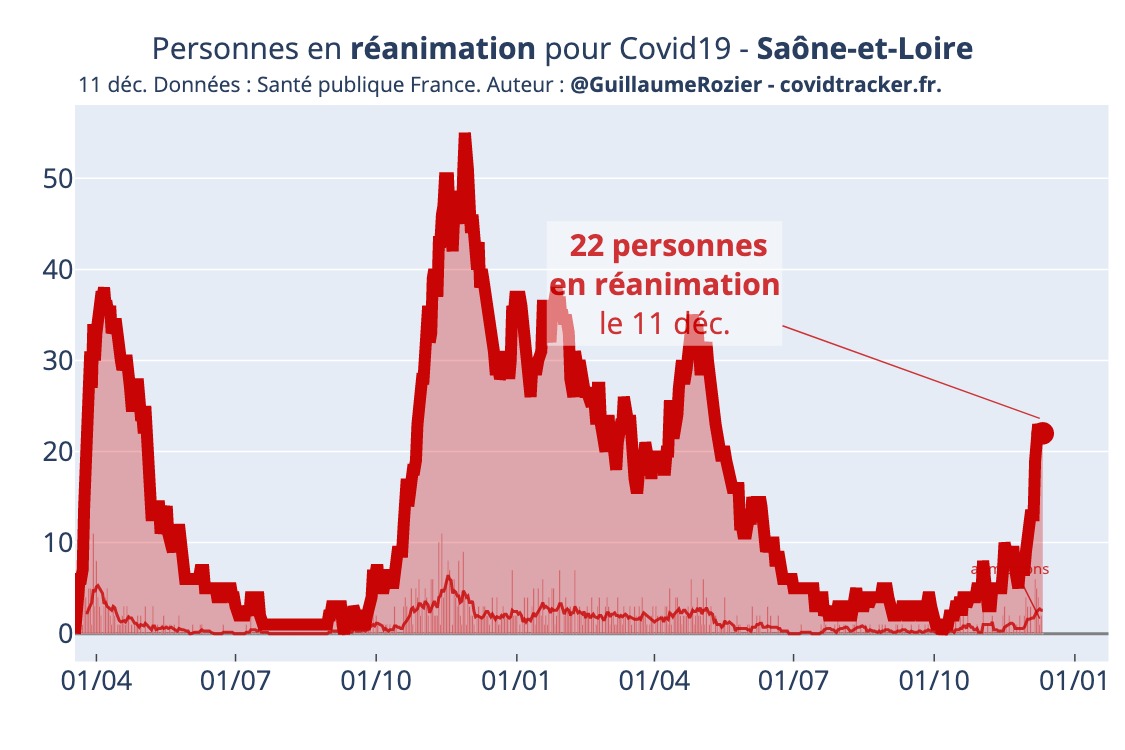 Personnes en réanimation pour Covid19 - Saône-et-Loire
11 déc. Données : Santé publique France. Auteur : @GuillaumeRozier - covidtracker.fr.
50
40
30
20
10
0
22 personnes
en réanimation
le 11 déc.
admissions
01/04
01/07
01/10
01/01
01/04
01/07
01/10
01/01